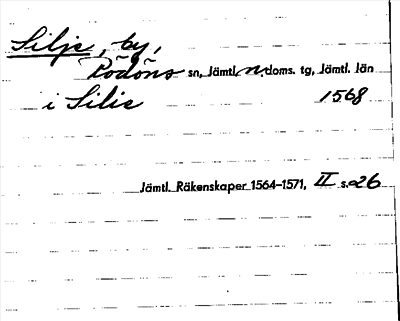 Silje, by,
Rödöns sn, Jämtl. n. doms. tg, Jämtl. län
i Silie 1568
Jämtl. Räkenskaper 1564-1571, II s. 26